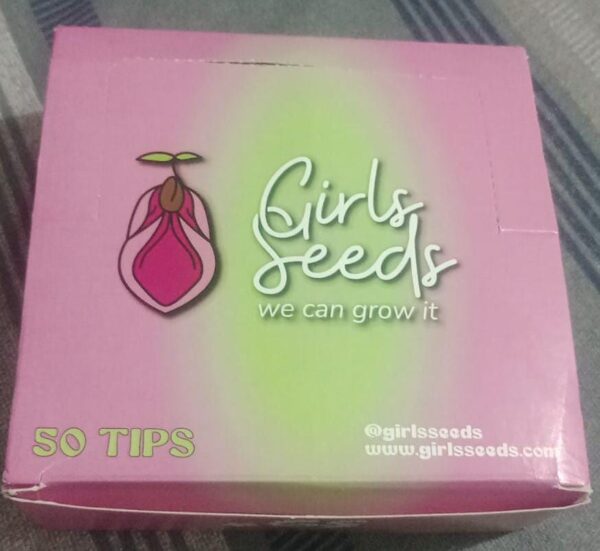 Girls
Seeds
we can grow it
50 TIPS
@girlsseeds
www.girlsseeds.com